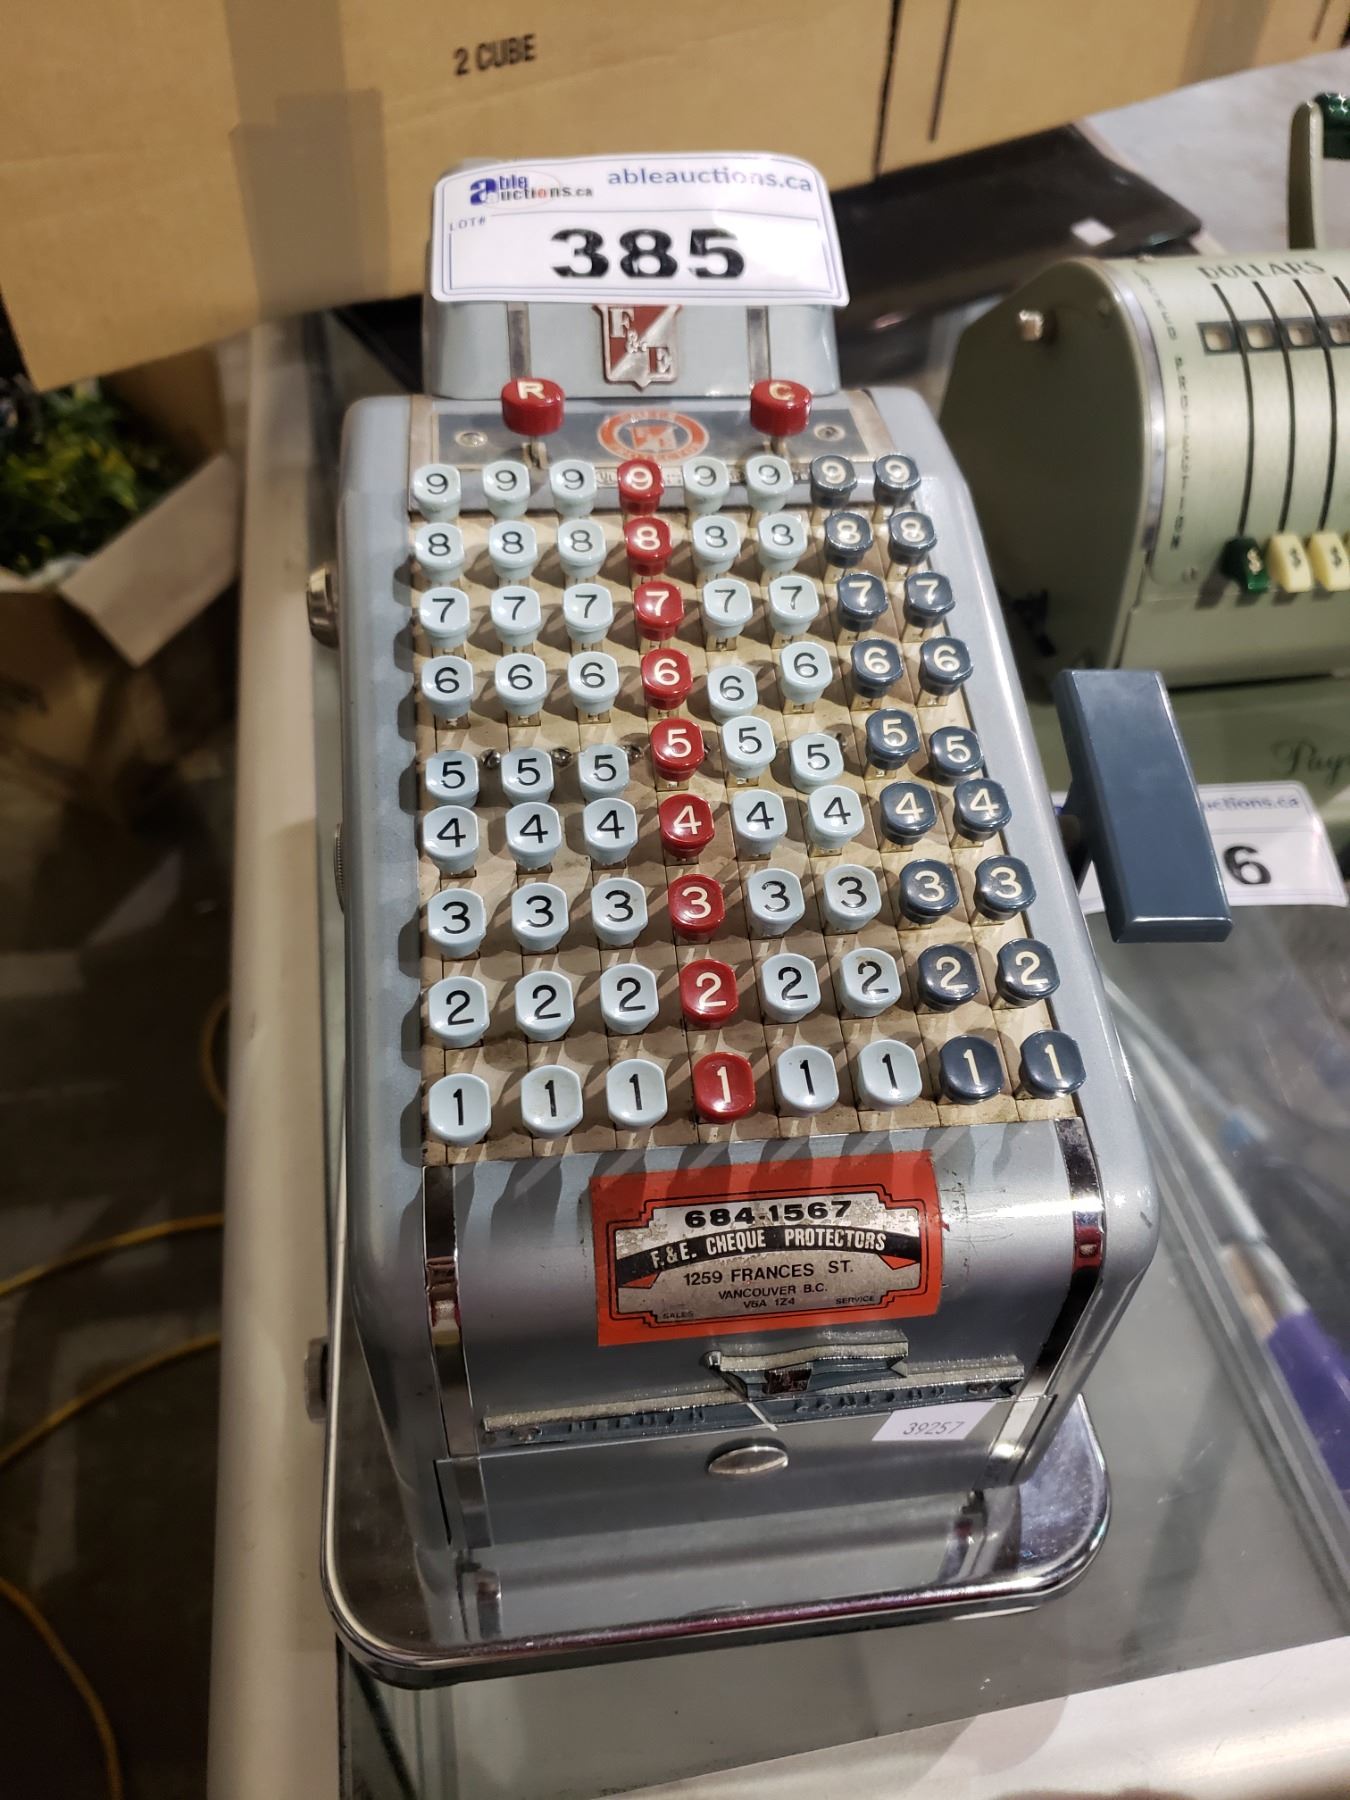 2 CUBE
able auctions.ca
ableauctions.ca
LOT#
385
F & E
R C
9 9 9 9 9 9 9 9
8 8 8 8 8 8 8 8
7 7 7 7 7 7 7 7
6 6 6 6 6 6 6 6
5 5 5 5 5 5 5 5
4 4 4 4 4 4 4 4
3 3 3 3 3 3 3 3
2 2 2 2 2 2 2 2
1 1 1 1 1 1 1 1
684-1567
F.&E. CHEQUE PROTECTORS
1259 FRANCES ST.
VANCOUVER B.C.
V5A 1Z4
SALES SERVICE
39257
DOLLARS
$ $ $
uctions.ca
6